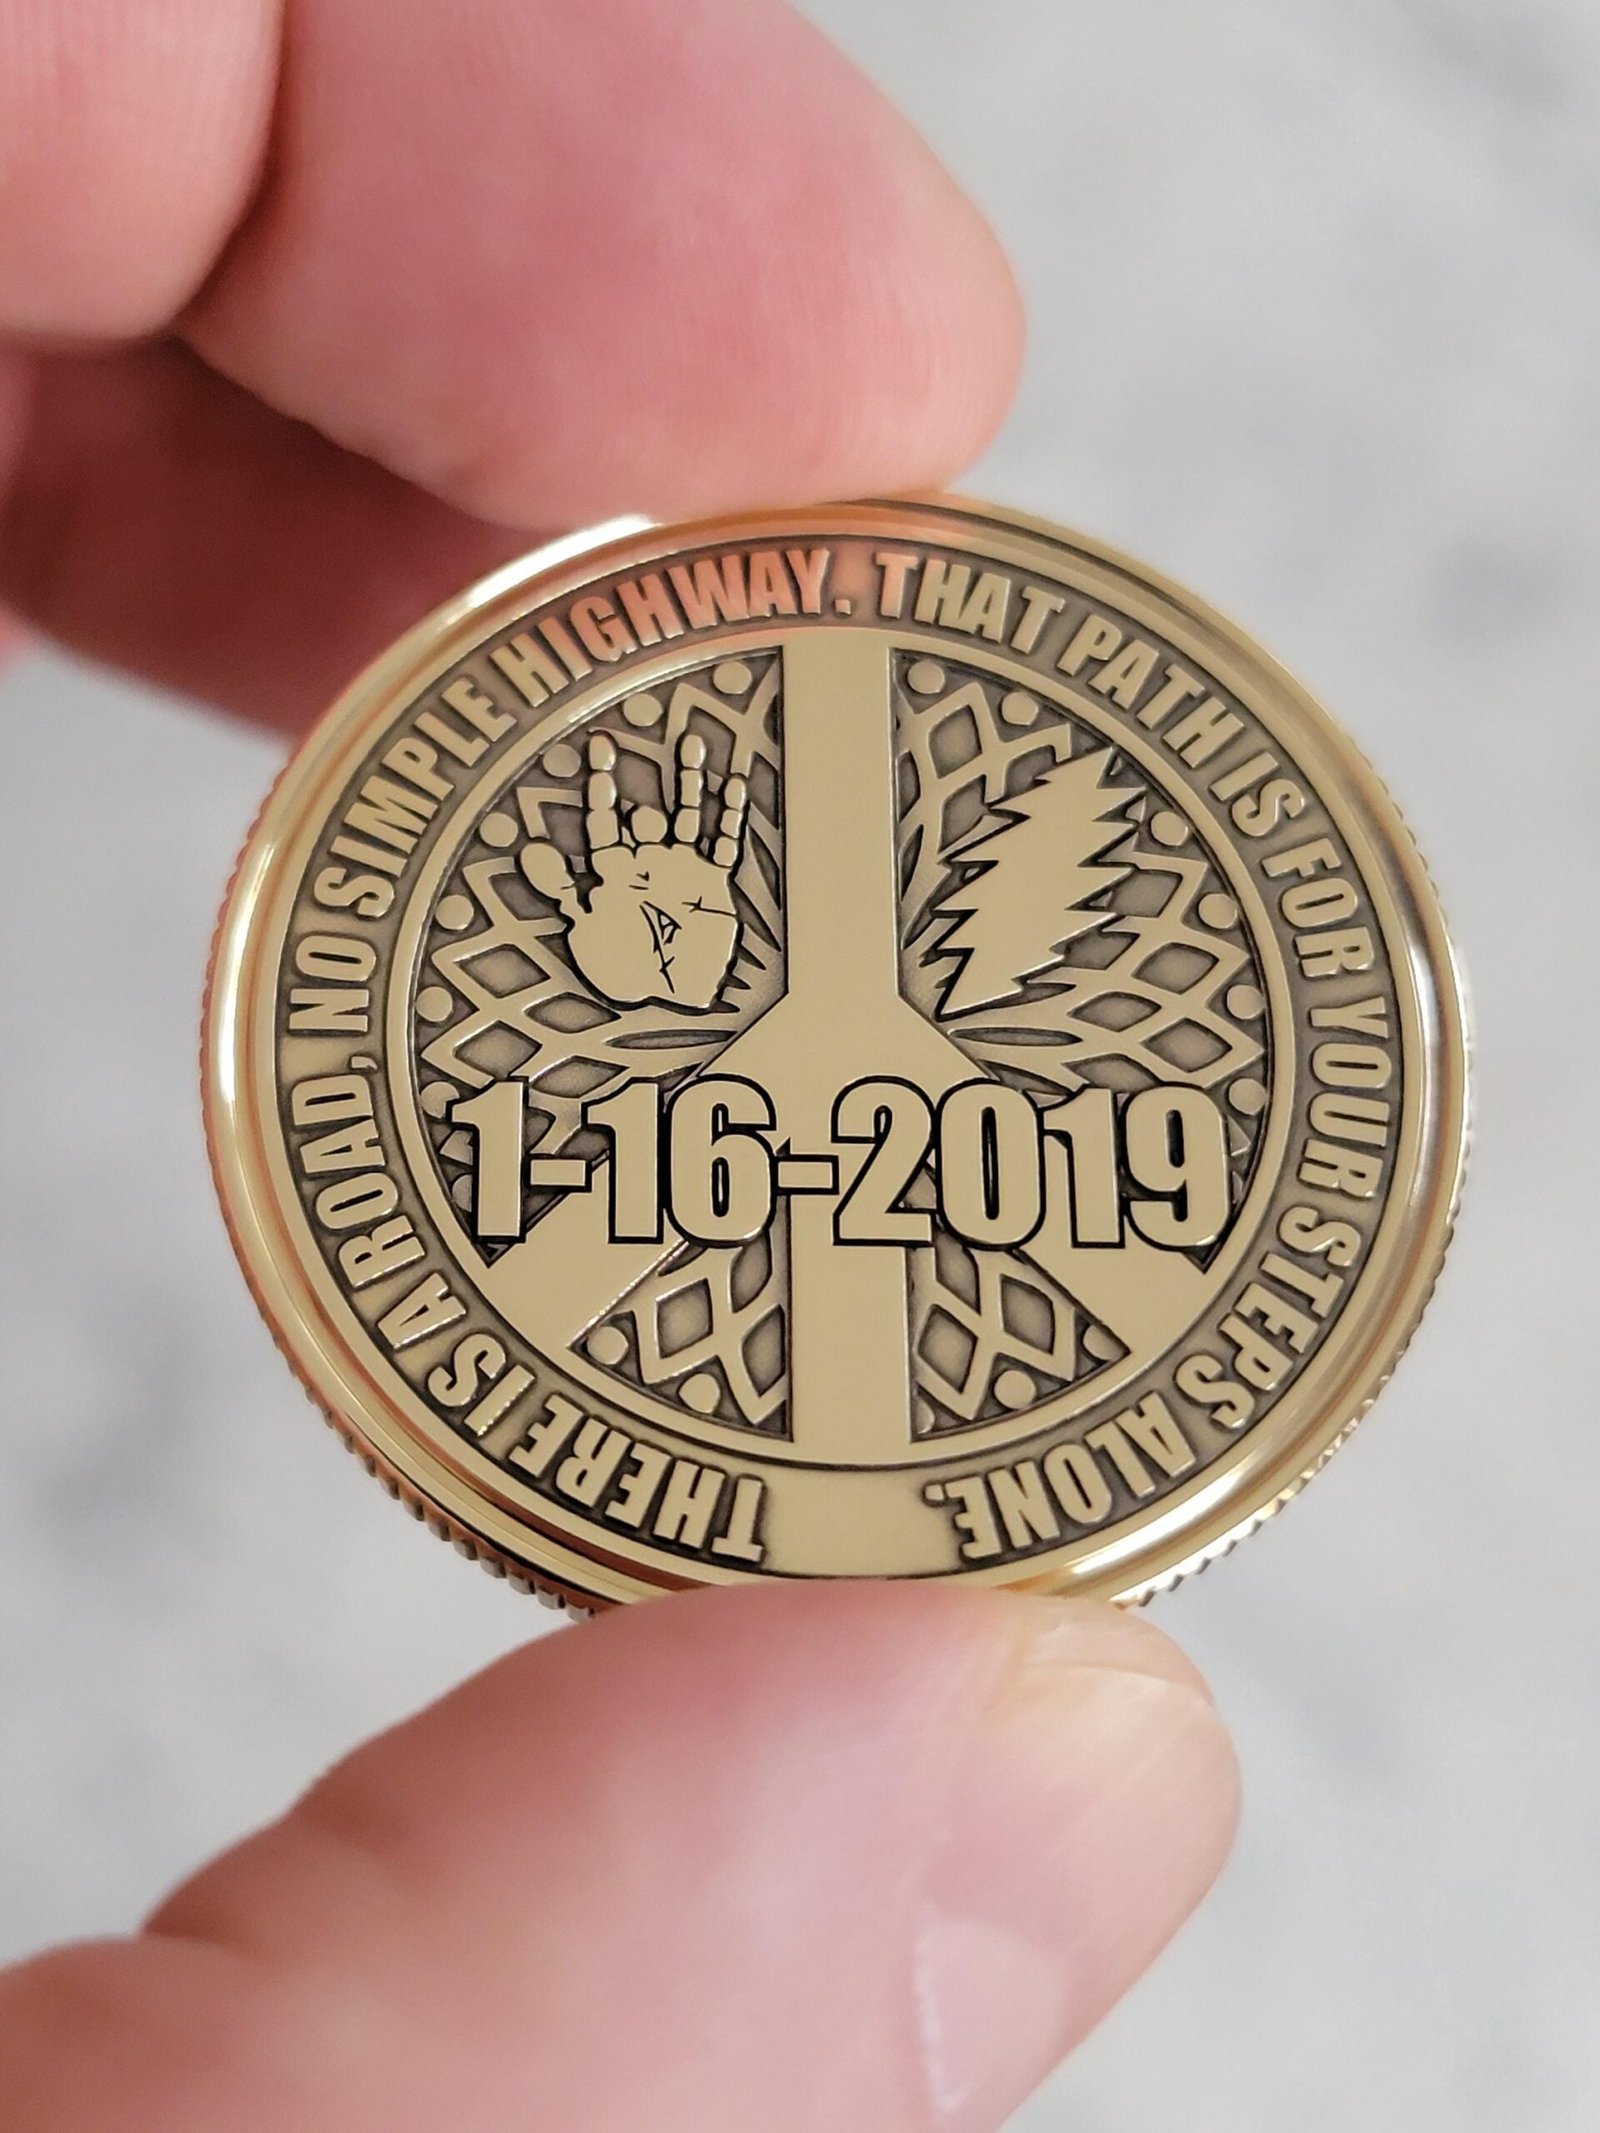 THERE IS A ROAD, NO SIMPLE HIGHWAY. THAT PATH IS FOR YOUR STEPS ALONE.
1-16-2019